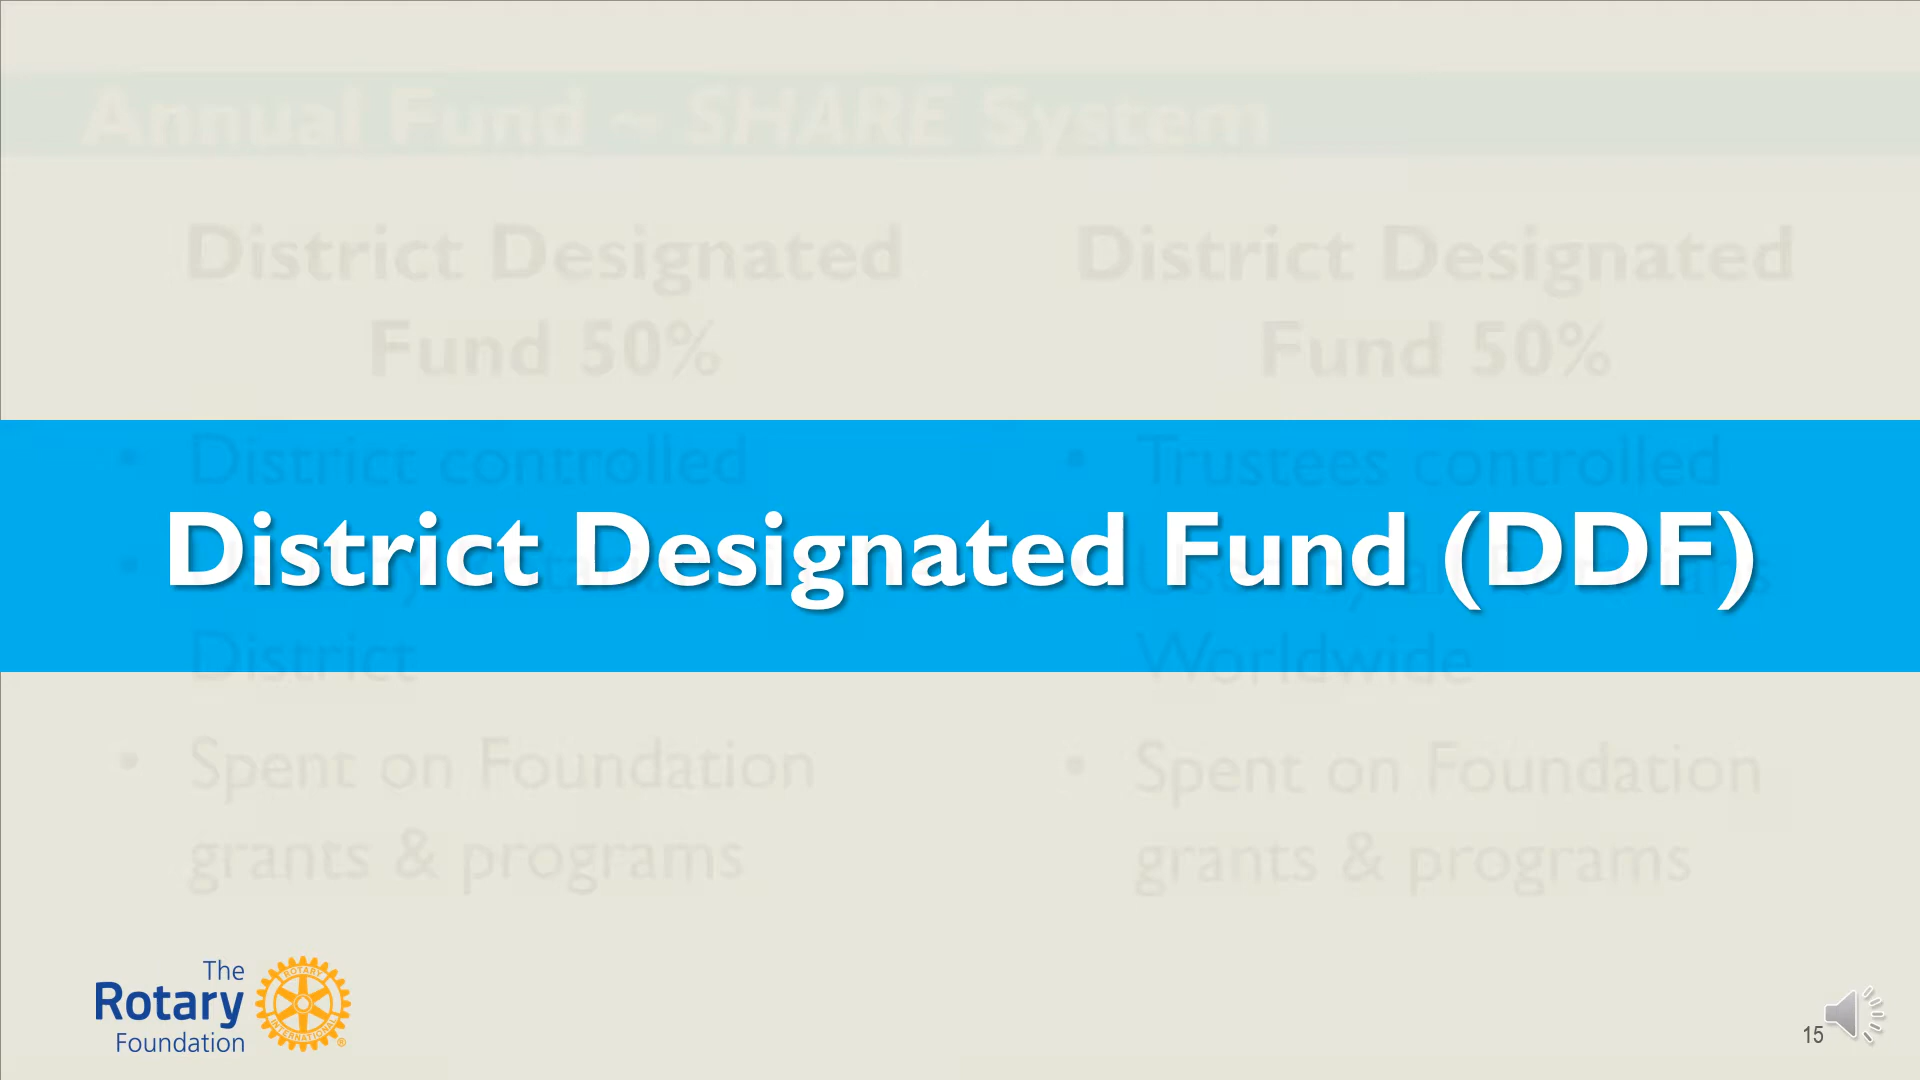 Annual Fund ~ SHARE System
District Designated
Fund 50%
District Designated
Fund 50%
• District controlled
• Trustees controlled
District Designated Fund (DDF)
District
Worldwide
• Spent on Foundation
grants & programs
• Spent on Foundation
grants & programs
The
Rotary
Foundation
ROTARY
INTERNATIONAL
®
15